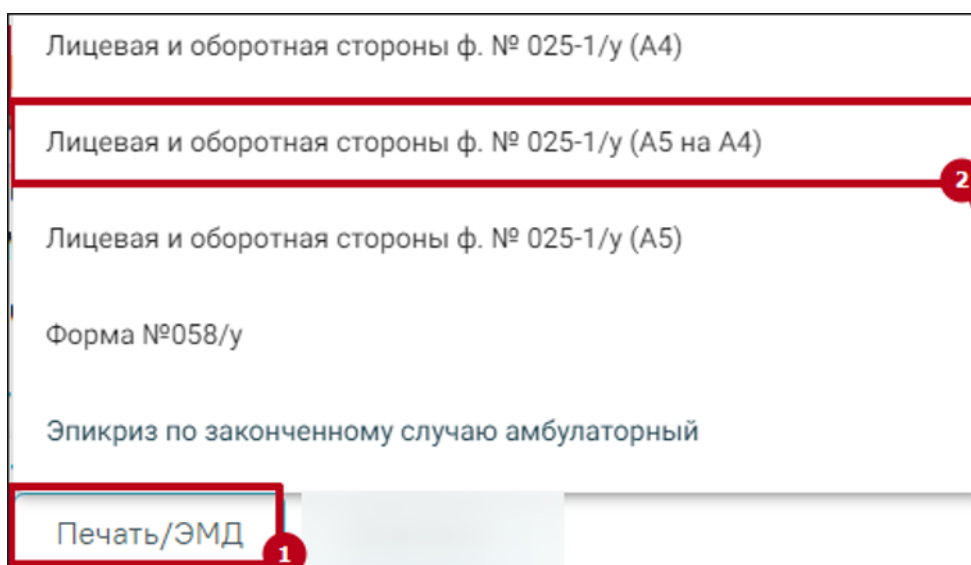 Лицевая и оборотная стороны ф. № 025-1/у (А4)
Лицевая и оборотная стороны ф. № 025-1/у (А5 на А4)
2
Лицевая и оборотная стороны ф. № 025-1/у (А5)
Форма №058/у
Эпикриз по законченному случаю амбулаторный
Печать/ЭМД
1